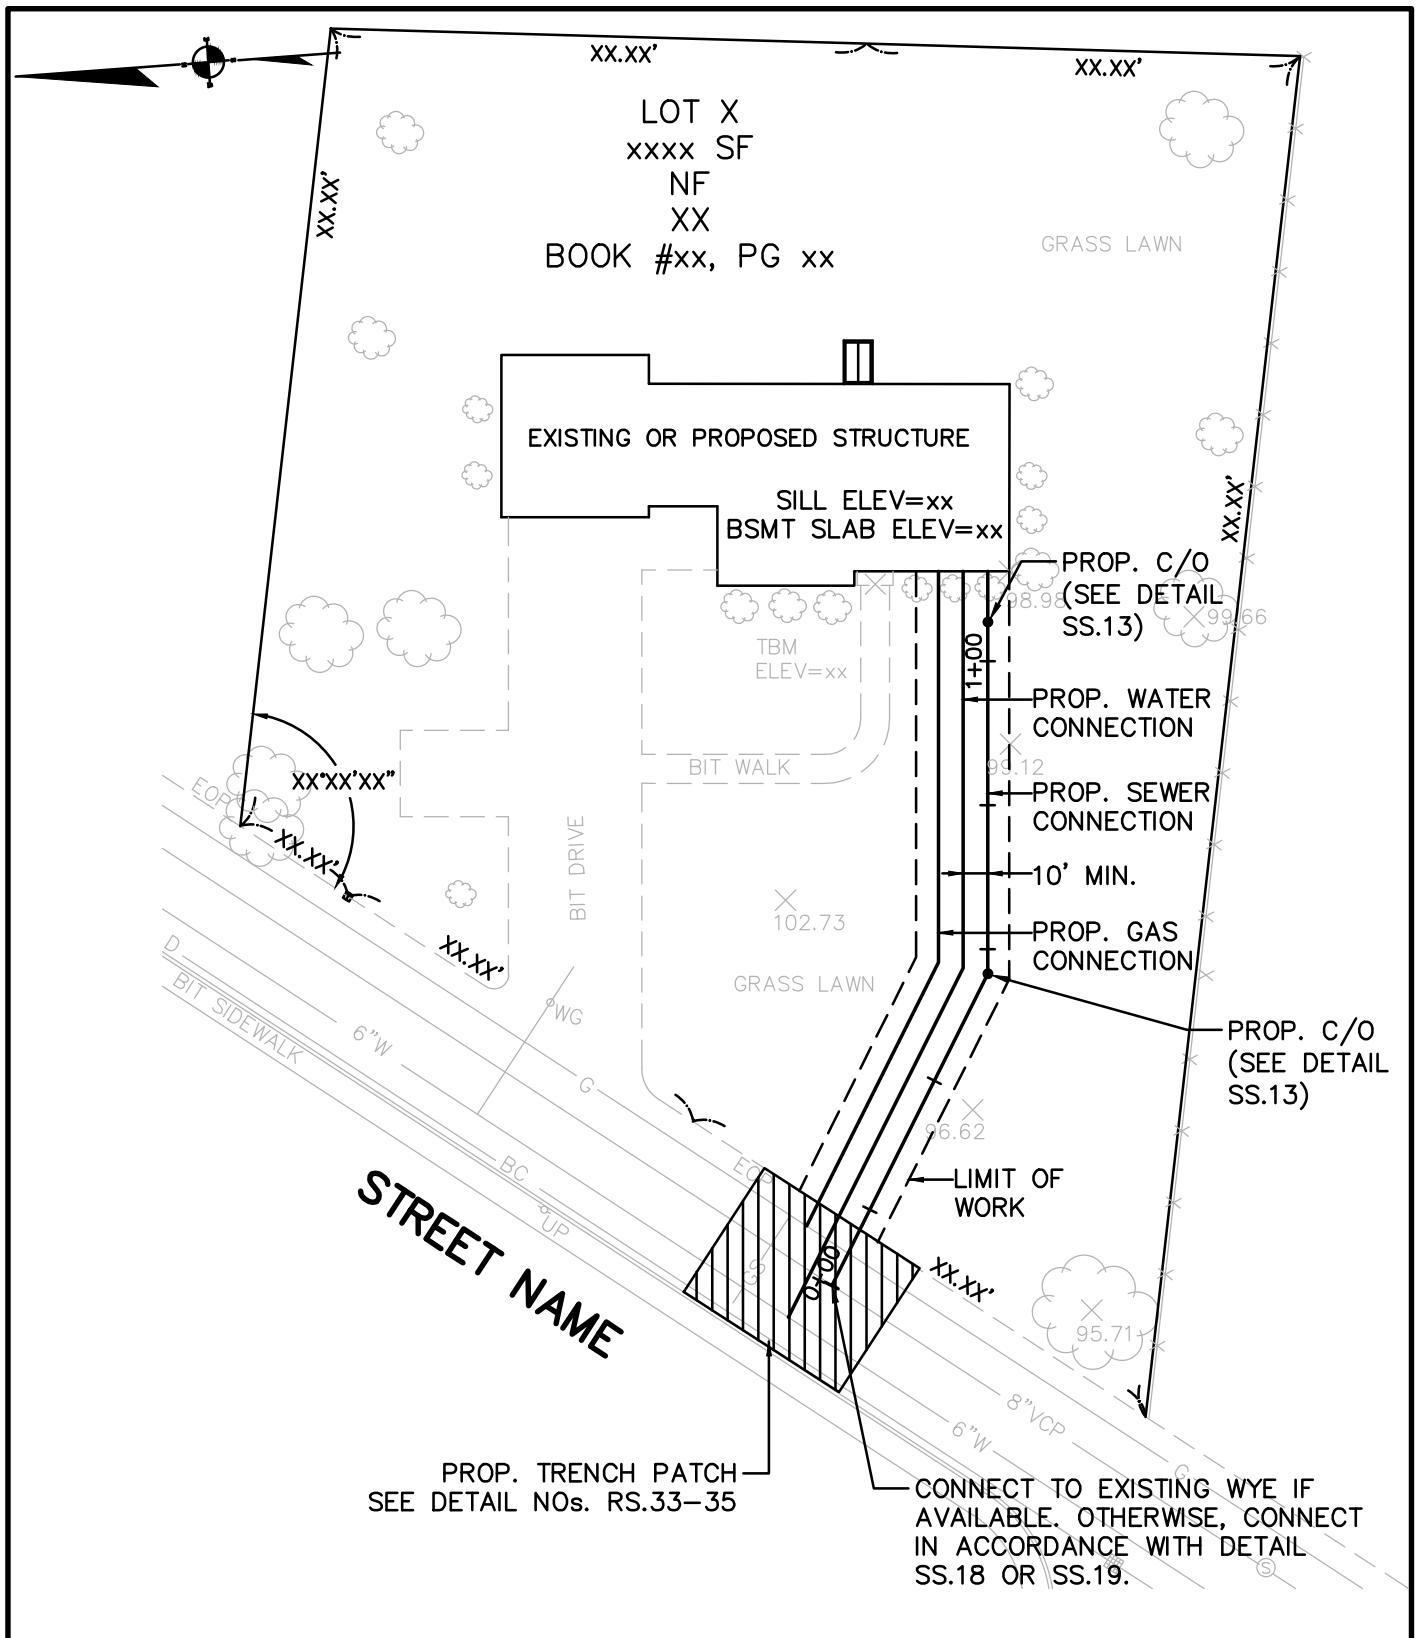 XX.XX'
XX.XX'
LOT X
xxxx SF
NF
XX
BOOK #xx, PG xx
XX.XX'
GRASS LAWN
EXISTING OR PROPOSED STRUCTURE
SILL ELEV=xx
BSMT SLAB ELEV=xx
XX.XX'
PROP. C/O
(SEE DETAIL
SS.13)
98.98
99.66
TBM
ELEV=xx
1+00
PROP. WATER
CONNECTION
BIT WALK
99.12
XX°XX'XX"
EOP
PROP. SEWER
CONNECTION
XX.XX'
BIT DRIVE
10' MIN.
102.73
PROP. GAS
CONNECTION
XX.XX'
GRASS LAWN
D
BIT SIDEWALK
6"W
WG
G
PROP. C/O
(SEE DETAIL
SS.13)
96.62
BC
EOP
UP
LIMIT OF
WORK
STREET NAME
GS
0+00
XX.XX'
95.71
8"VCP
6"W
G
PROP. TRENCH PATCH
SEE DETAIL NOs. RS.33-35
CONNECT TO EXISTING WYE IF
AVAILABLE. OTHERWISE, CONNECT
IN ACCORDANCE WITH DETAIL
SS.18 OR SS.19.
S